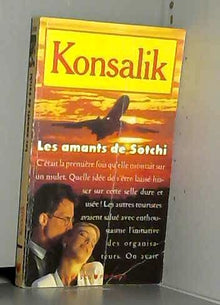 Konsalik
Les amants de Sotchi
C'était la première fois qu'elle montait sur
un mulet. Quelle idée de s'être laissé his-
ser sur cette selle dure et
usée ! Les autres touristes
avaient salué avec enthou-
siasme l'initiative
des organisa-
teurs. On avait